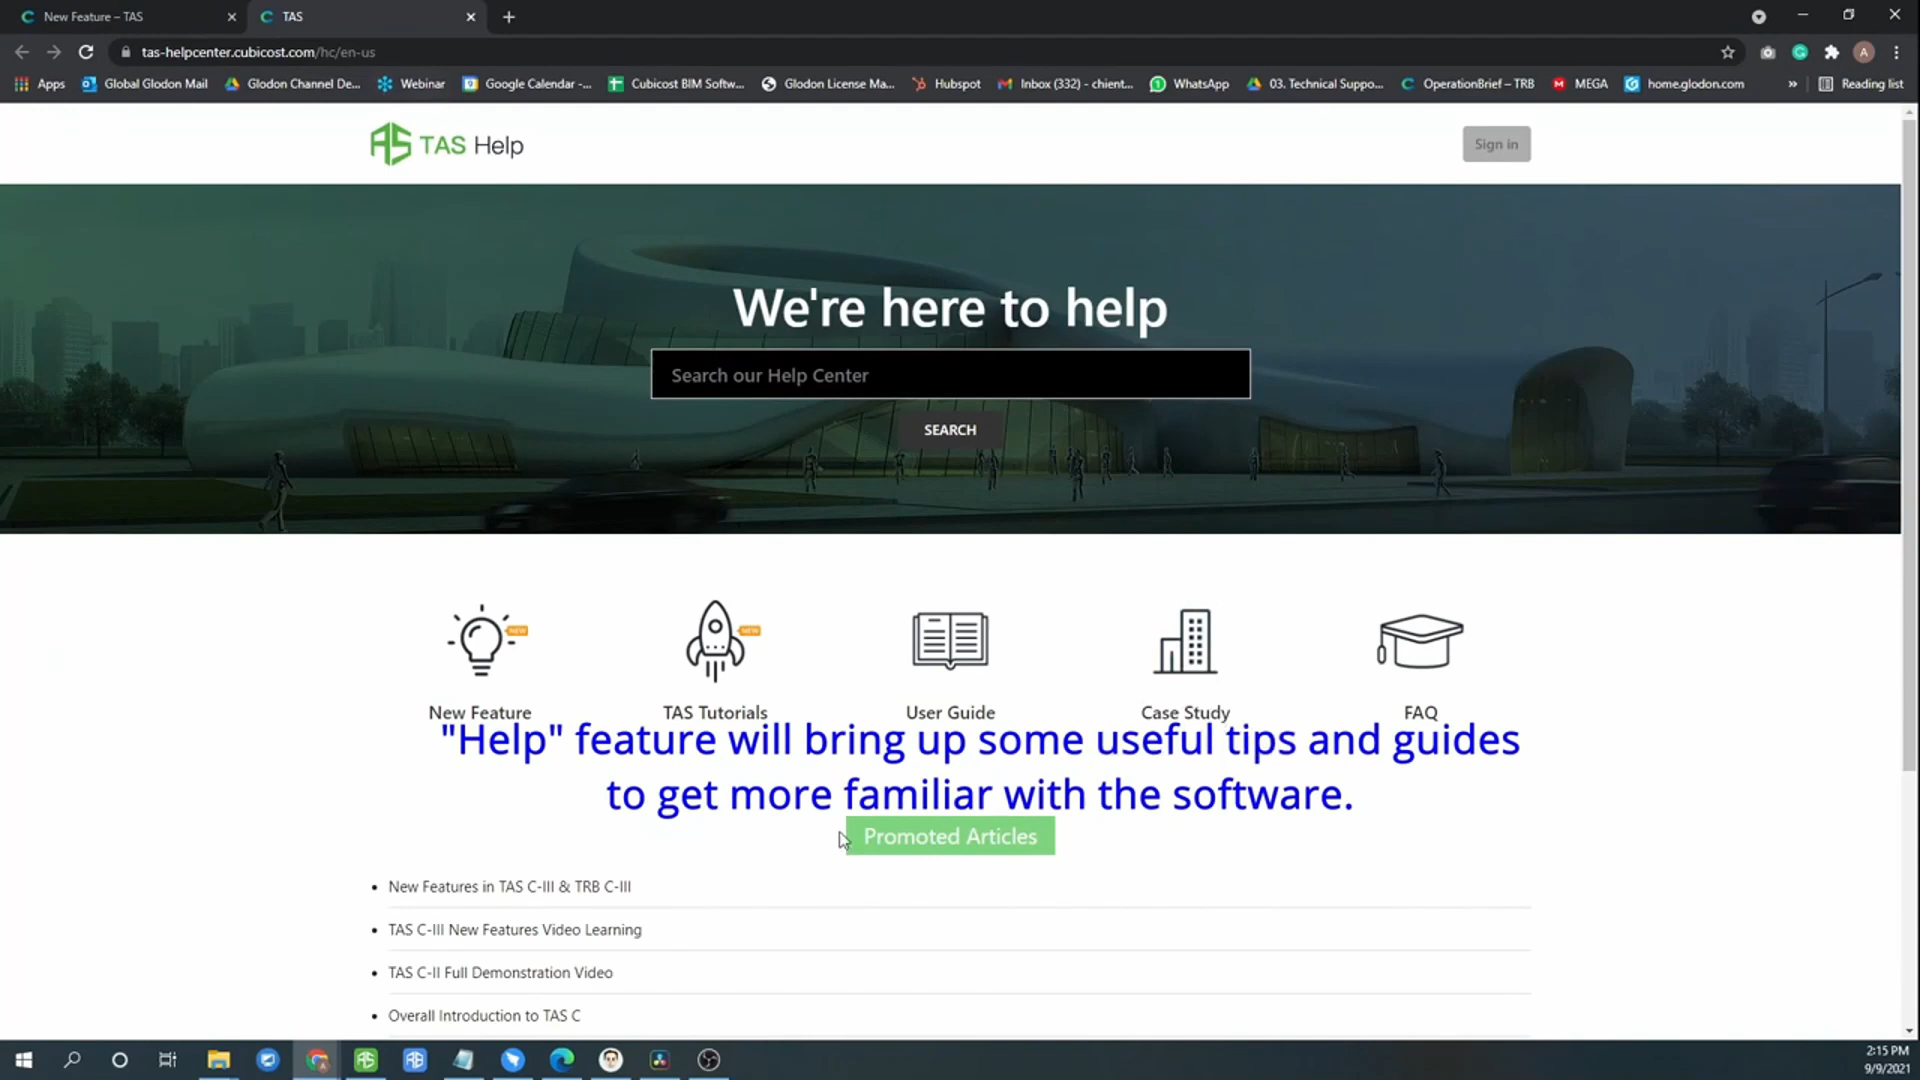 New Feature – TAS
TAS
tas-helpcenter.cubicost.com/hc/en-us
A
Apps
Global Glodon Mail
Glodon Channel De...
Webinar
Google Calendar -...
Cubicost BIM Softw...
Glodon License Ma...
Hubspot
Inbox (332) - chient...
WhatsApp
03. Technical Suppo...
OperationBrief – TRB
MEGA
home.glodon.com
»
Reading list
TAS Help
Sign in
We're here to help
Search our Help Center
SEARCH
NEW
NEW
New Feature
TAS Tutorials
User Guide
Case Study
FAQ
"Help" feature will bring up some useful tips and guides
to get more familiar with the software.
Promoted Articles
• New Features in TAS C-III & TRB C-III
• TAS C-III New Features Video Learning
• TAS C-II Full Demonstration Video
• Overall Introduction to TAS C
2:15 PM
9/9/2021